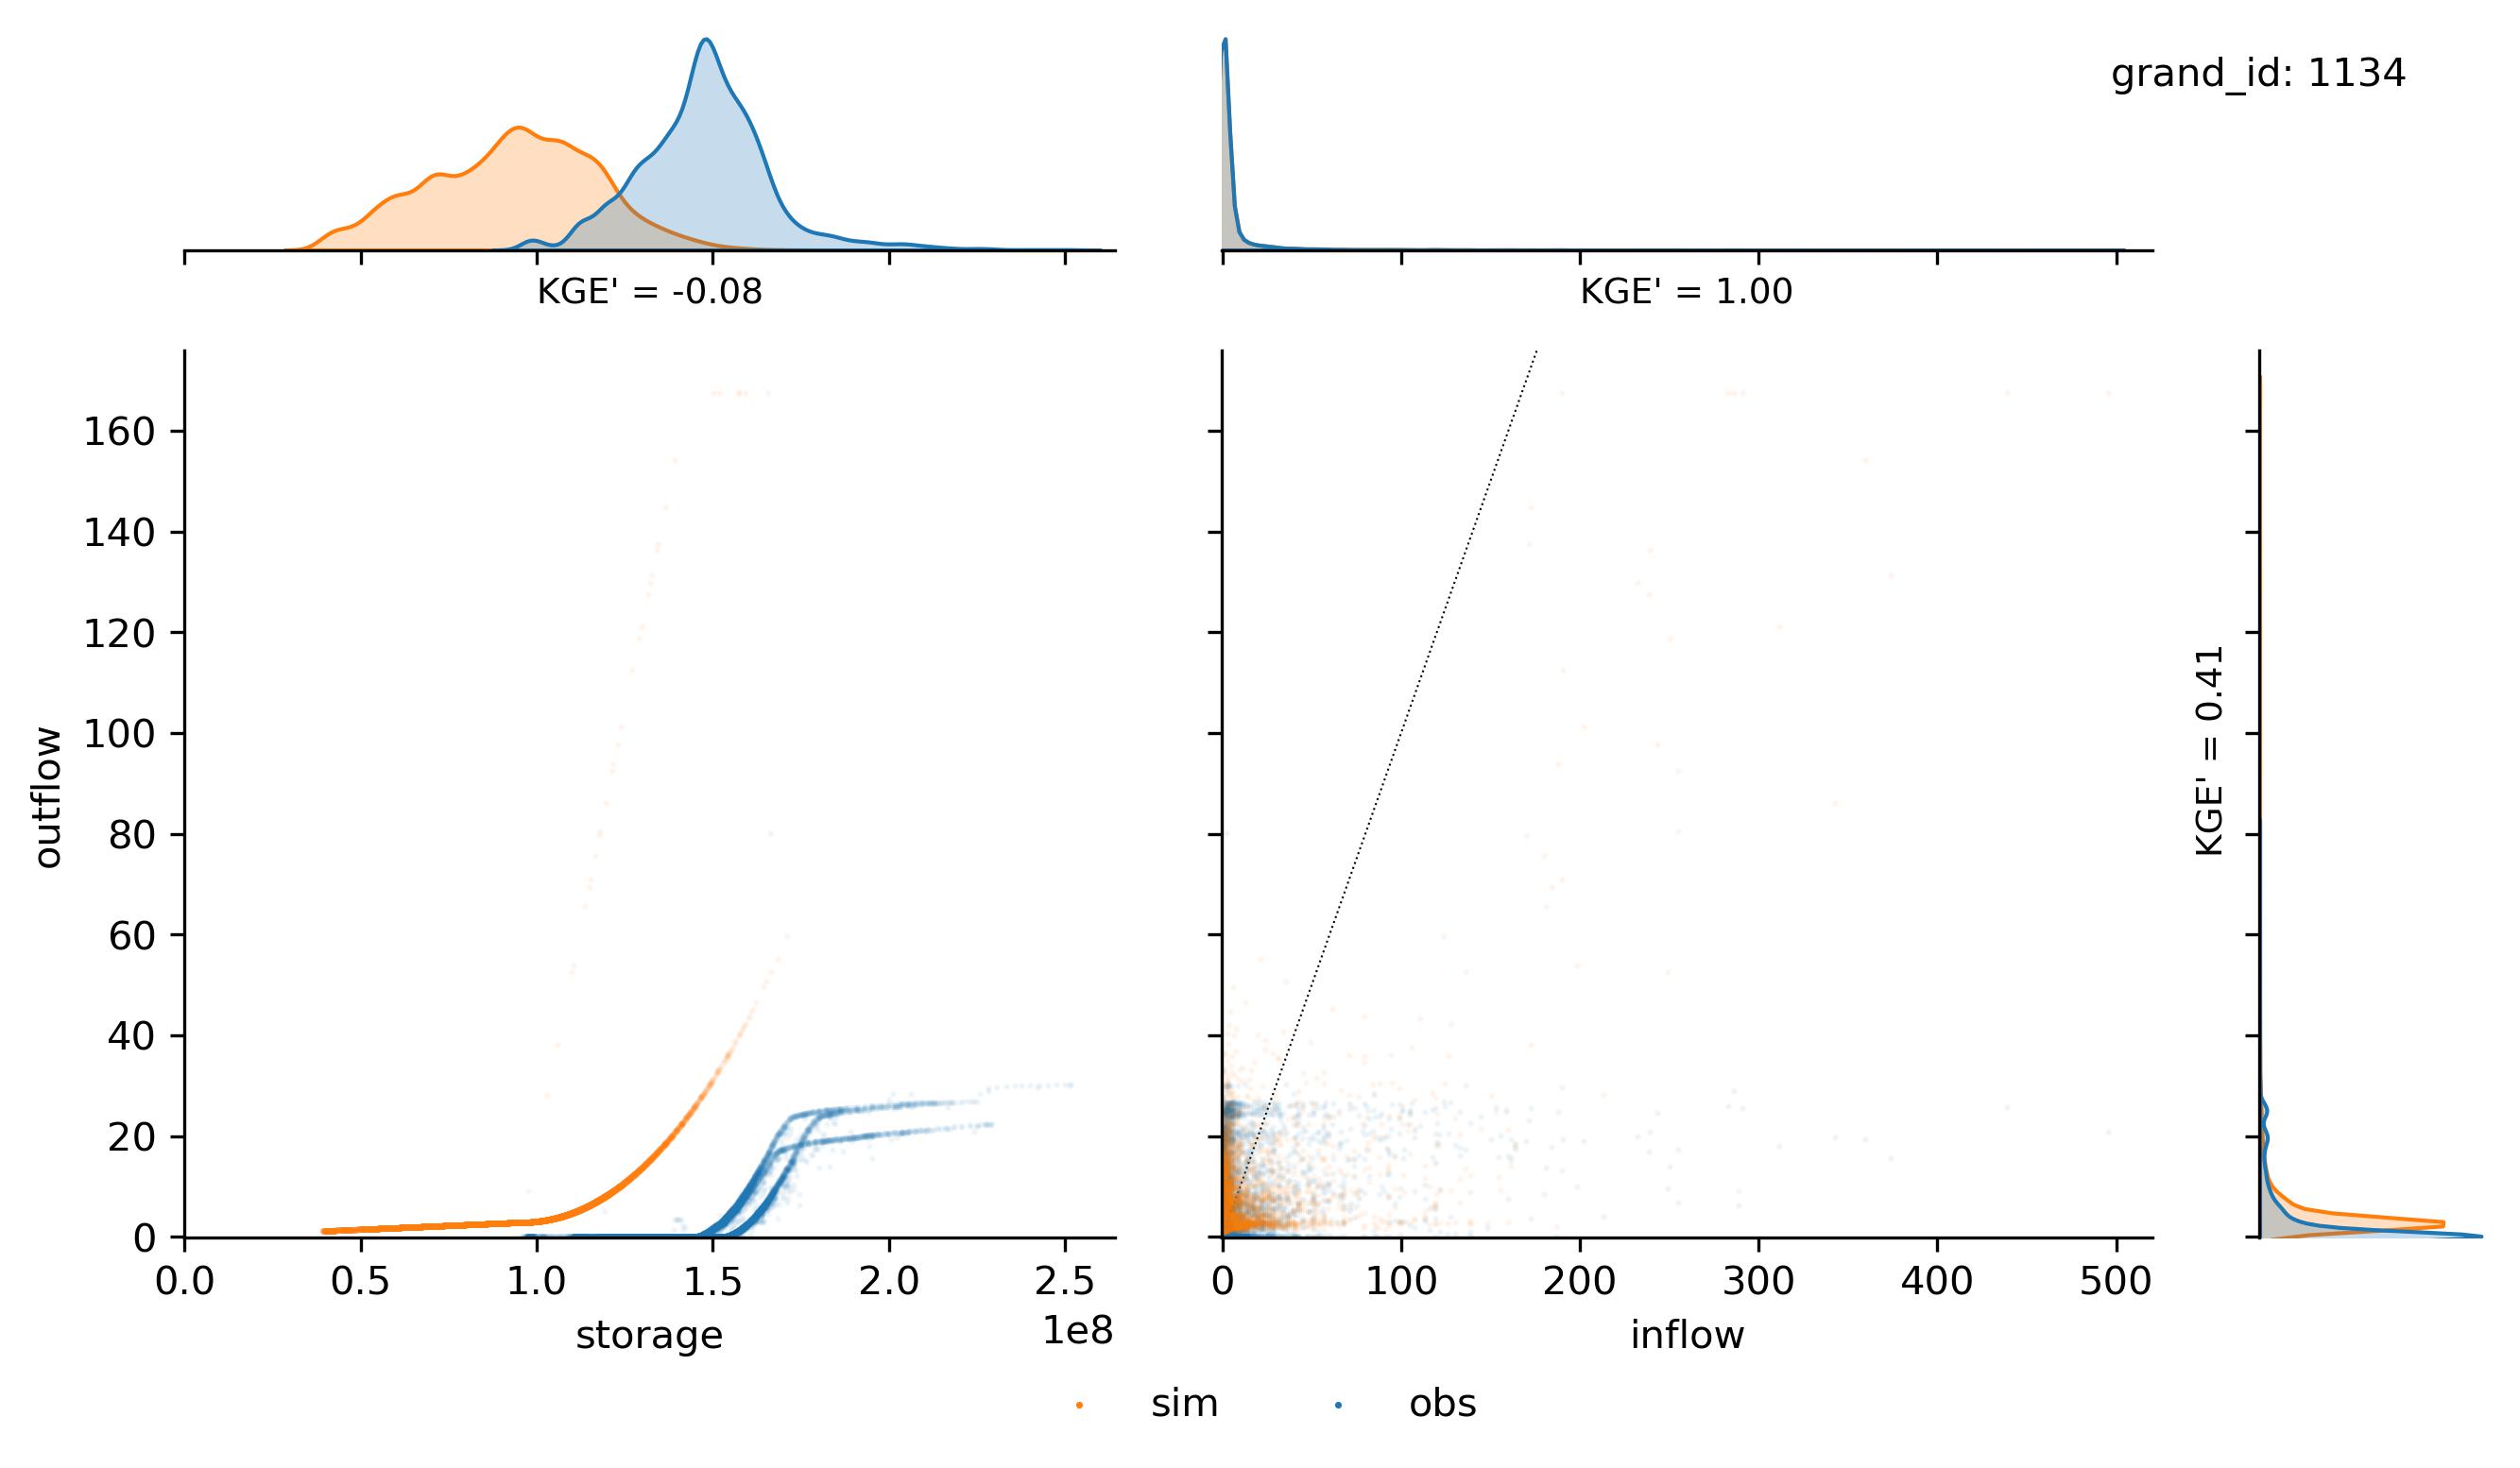 grand_id: 1134
KGE' = -0.08
KGE' = 1.00
160
140
120
100
80
60
40
20
0
outflow
KGE' = 0.41
0.0 0.5 1.0 1.5 2.0 2.5
1e8
storage
0 100 200 300 400 500
inflow
sim obs